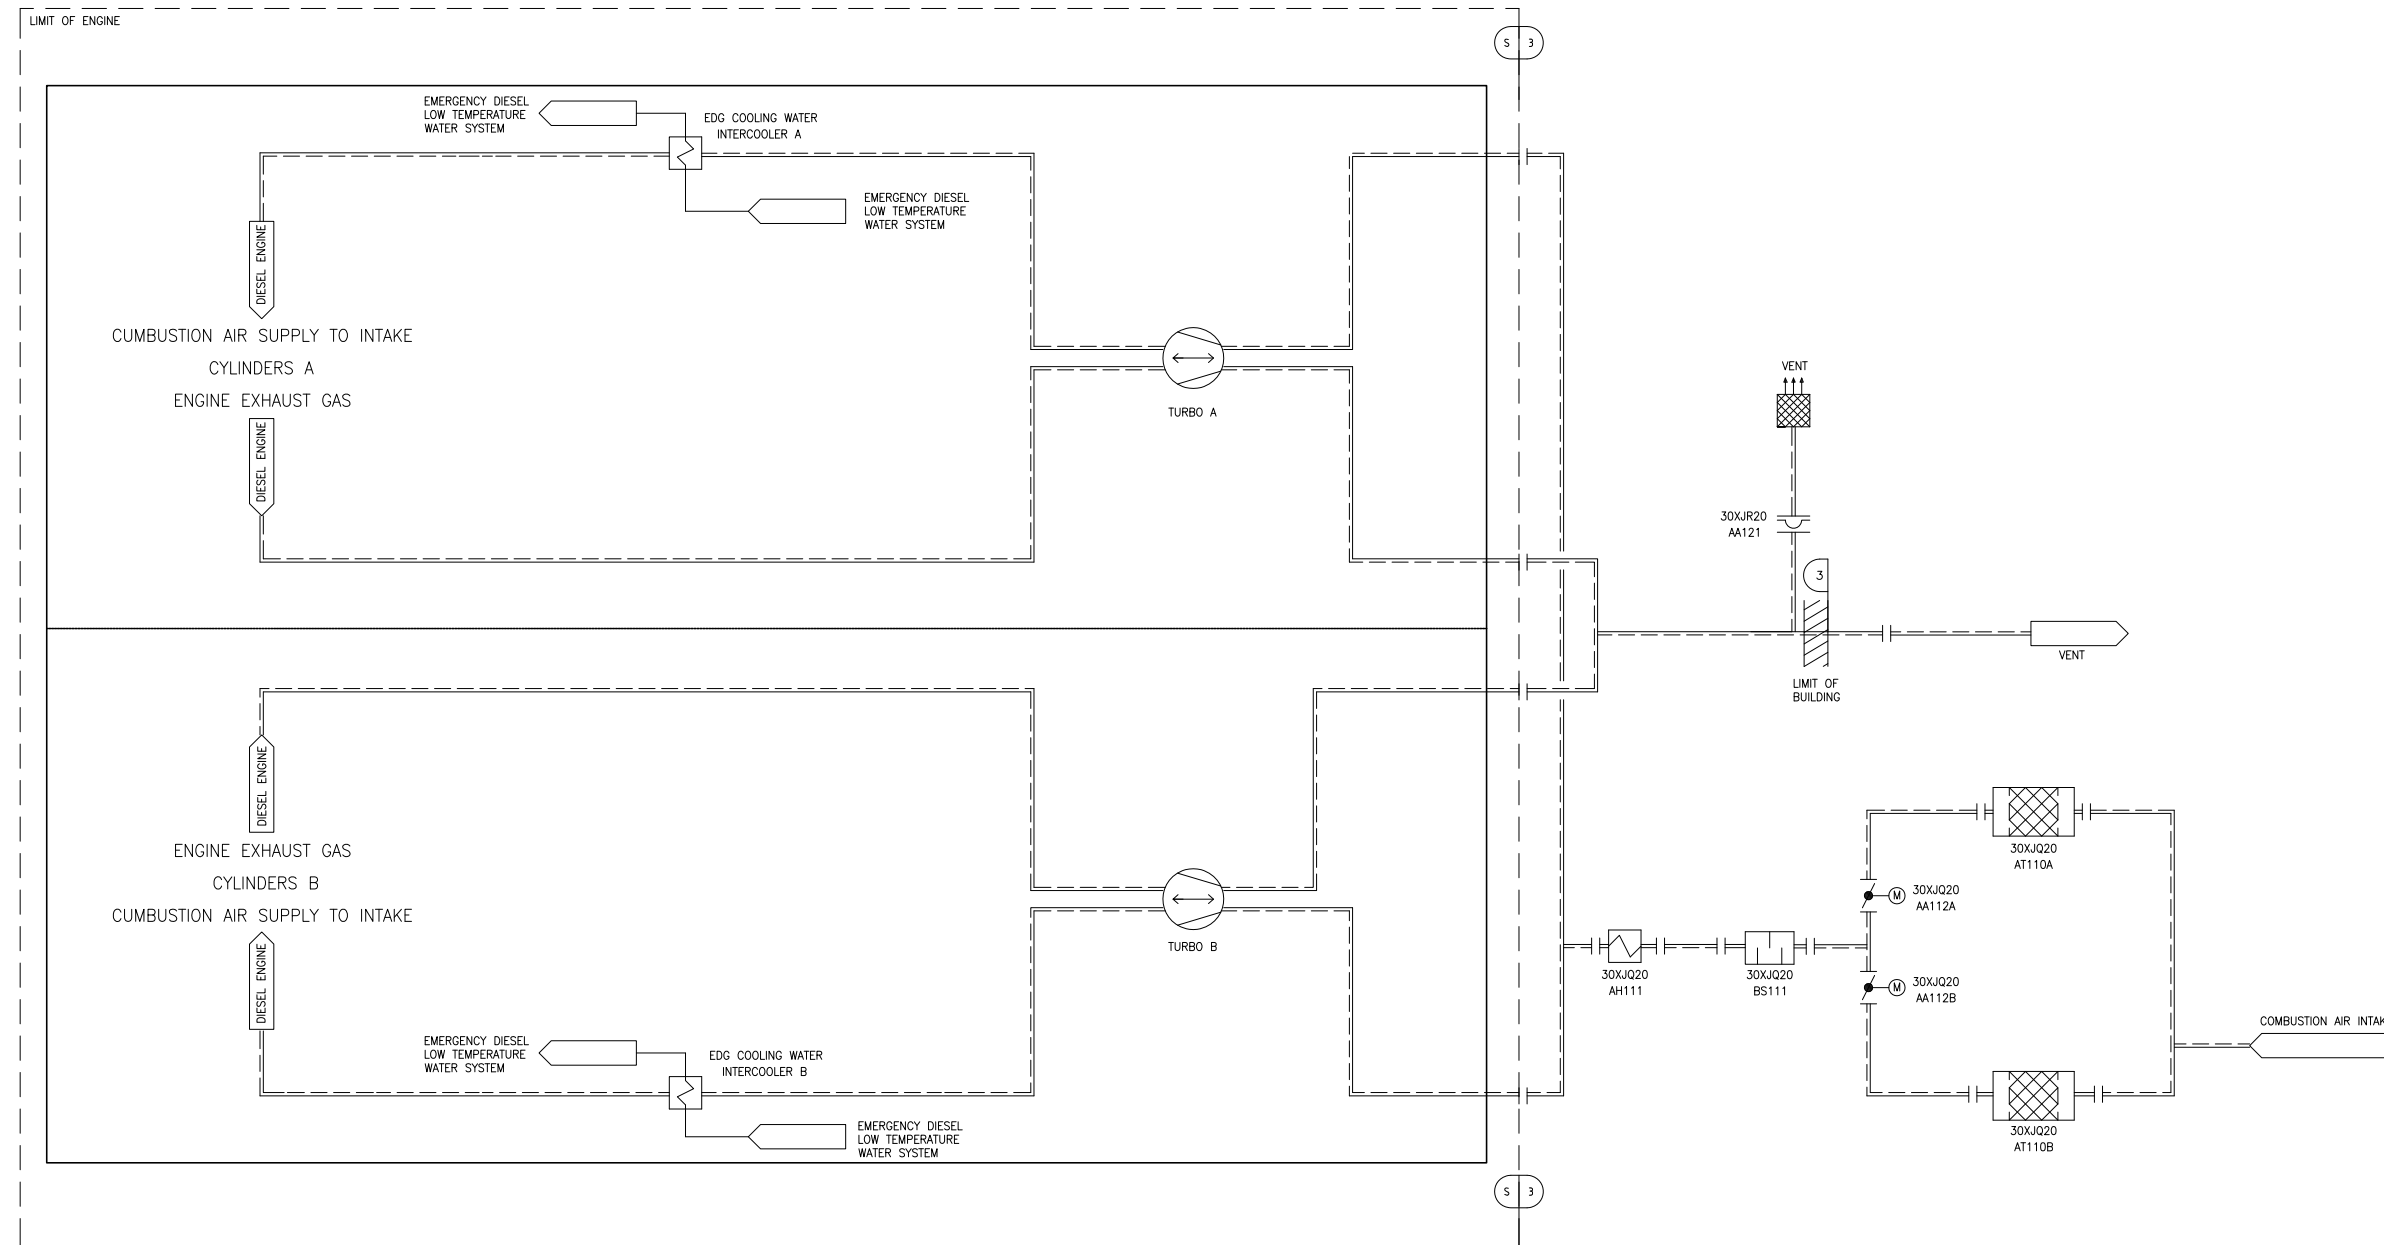 LIMIT OF ENGINE
S 3
EMERGENCY DIESEL
LOW TEMPERATURE
WATER SYSTEM
EDG COOLING WATER
INTERCOOLER A
EMERGENCY DIESEL
LOW TEMPERATURE
WATER SYSTEM
DIESEL ENGINE
CUMBUSTION AIR SUPPLY TO INTAKE
CYLINDERS A
ENGINE EXHAUST GAS
DIESEL ENGINE
TURBO A
VENT
30XJR20
AA121
3
VENT
LIMIT OF
BUILDING
DIESEL ENGINE
ENGINE EXHAUST GAS
CYLINDERS B
CUMBUSTION AIR SUPPLY TO INTAKE
DIESEL ENGINE
TURBO B
30XJQ20
AT110A
M
30XJQ20
AA112A
30XJQ20
AH111
30XJQ20
BS111
M
30XJQ20
AA112B
COMBUSTION AIR INTAK
30XJQ20
AT110B
EMERGENCY DIESEL
LOW TEMPERATURE
WATER SYSTEM
EDG COOLING WATER
INTERCOOLER B
EMERGENCY DIESEL
LOW TEMPERATURE
WATER SYSTEM
S 3